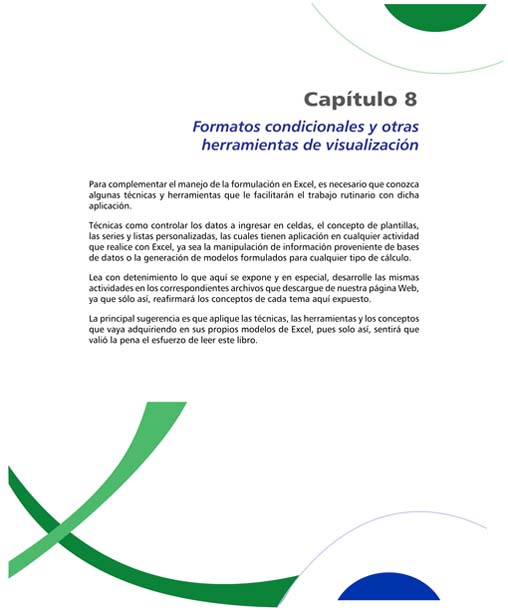 Capítulo 8
Formatos condicionales y otras
herramientas de visualización
Para complementar el manejo de la formulación en Excel, es necesario que conozca
algunas técnicas y herramientas que le facilitarán el trabajo rutinario con dicha
aplicación.
Técnicas como controlar los datos a ingresar en celdas, el concepto de plantillas,
las series y listas personalizadas, las cuales tienen aplicación en cualquier actividad
que realice con Excel, ya sea la manipulación de información proveniente de bases
de datos o la generación de modelos formulados para cualquier tipo de cálculo.
Lea con detenimiento lo que aquí se expone y en especial, desarrolle las mismas
actividades en los correspondientes archivos que descargue de nuestra página Web,
ya que sólo así, reafirmará los conceptos de cada tema aquí expuesto.
La principal sugerencia es que aplique las técnicas, las herramientas y los conceptos
que vaya adquiriendo en sus propios modelos de Excel, pues solo así, sentirá que
valió la pena el esfuerzo de leer este libro.